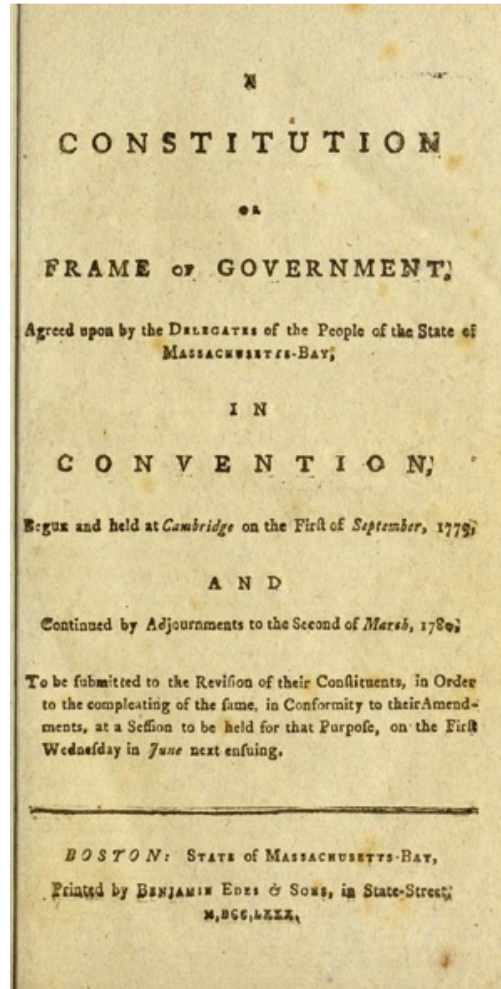 A
CONSTITUTION
OR
FRAME OF GOVERNMENT,
Agreed upon by the DELEGATES of the People of the State of
MASSACHUSETTS-BAY,
IN
CONVENTION,
Begun and held at Cambridge on the Firſt of September, 1779,
AND
Continued by Adjournments to the Second of March, 1780;
To be ſubmitted to the Reviſion of their Conſtituents, in Order
to the compleating of the ſame, in Conformity to their Amend-
ments, at a Seſſion to be held for that Purpoſe, on the Firſt
Wedneſday in June next enſuing.
BOSTON: STATE of MASSACHUSETTS-BAY,
Printed by BENJAMIN EDES & SONS, in State-Street,
M,DCC,LXXX.